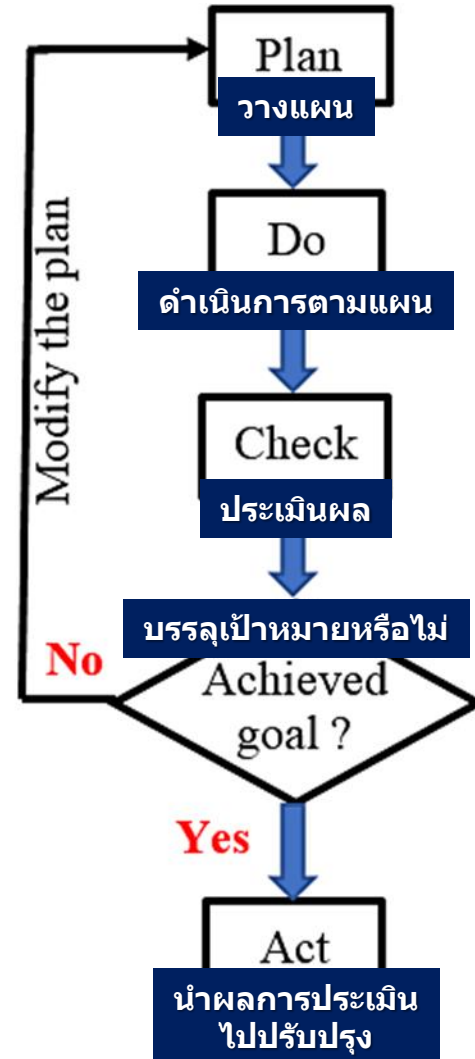 Plan
วางแผน
Do
ดำเนินการตามแผน
Check
ประเมินผล
บรรลุเป้าหมายหรือไม่
Achieved
goal ?
No
Modify the plan
Yes
Act
นำผลการประเมิน
ไปปรับปรุง